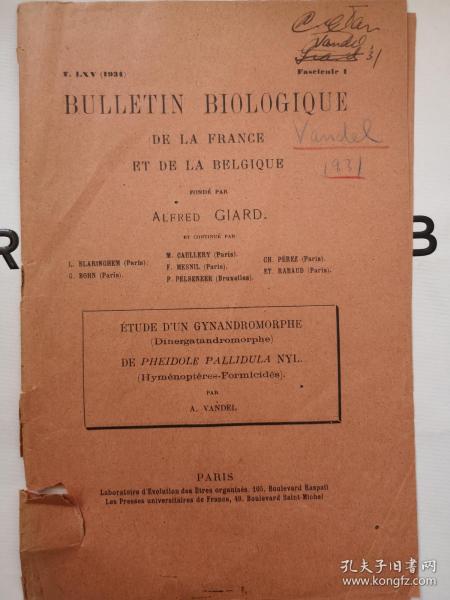 Vandel
T. LXV (1931)
Fascicule 1
BULLETIN BIOLOGIQUE
DE LA FRANCE
ET DE LA BELGIQUE
Vandel
1931
FONDÉ PAR
ALFRED GIARD.
ET CONTINUÉ PAR
L. BLARINGHEM (Paris).
G. BOHN (Paris).
M. CAULLERY (Paris).
F. MESNIL (Paris).
P. PELSENEER (Bruxelles).
CH. PÉREZ (Paris).
ET. RABAUD (Paris).
ÉTUDE D'UN GYNANDROMORPHE
(Dinergatandromorphe)
DE PHEIDOLE PALLIDULA NYL.
(Hyménoptères-Formicidés).
PAR
A. VANDEL
PARIS
Laboratoire d'Évolution des Êtres organisés, 105, Boulevard Raspail
Les Presses universitaires de France, 49, Boulevard Saint-Michel
R
B
孔夫子旧书网
www.kongfz.com